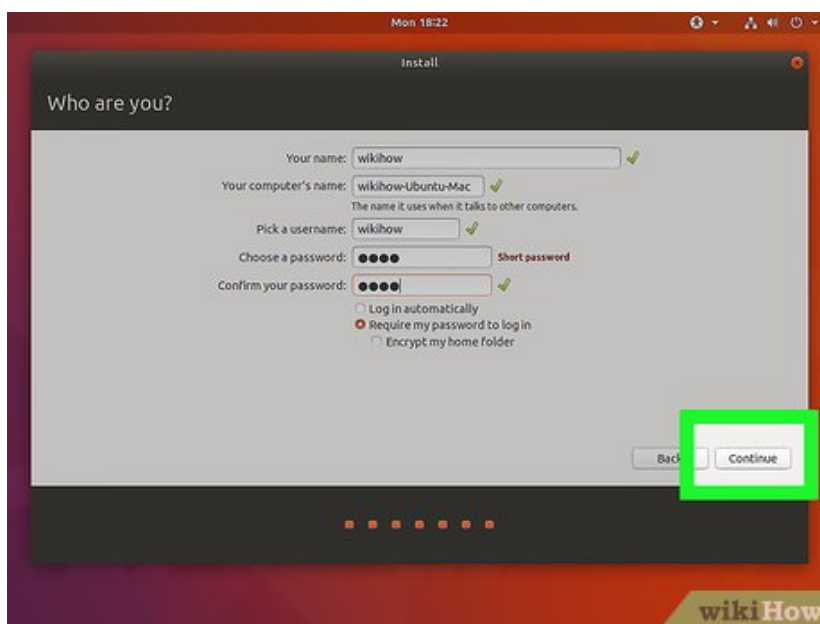 Mon 18:22
Install
Who are you?
Your name: wikihow
Your computer's name: wikihow-Ubuntu-Mac
The name it uses when it talks to other computers.
Pick a username: wikihow
Choose a password: ●●●● Short password
Confirm your password: ●●●●
Log in automatically
Require my password to log in
Encrypt my home folder
Back Continue
wikiHow